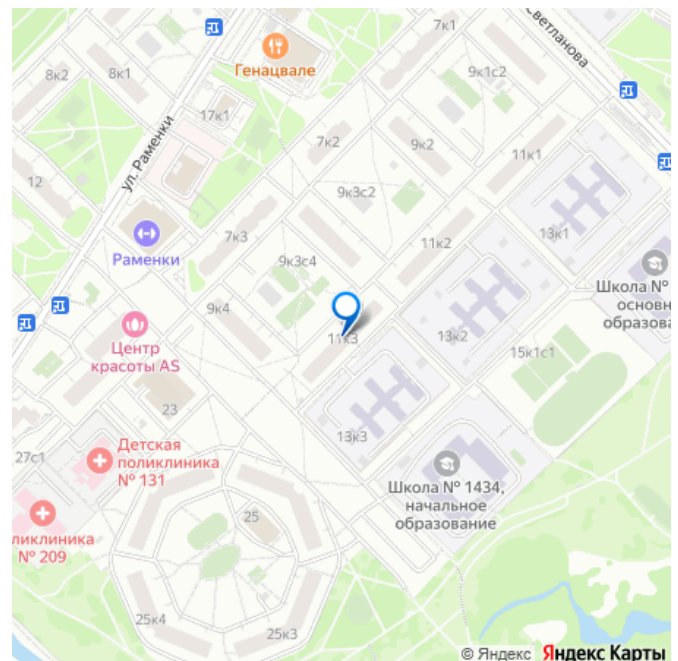 7к1
Светланова
8к2
8к1
Генацвале
9к1с2
17к1
ул. Раменки
7к2
9к2
11к1
12
9к3с2
7к3
11к2
13к1
Раменки
9к3с4
Школа №
основн
образова
9к4
11к3
13к2
Центр
красоты AS
15к1с1
23
13к3
Детская
поликлиника
№ 131
27с1
Школа № 1434,
начальное
образование
25
ликлиника
№ 209
25к4
25к3
© Яндекс Яндекс Карты